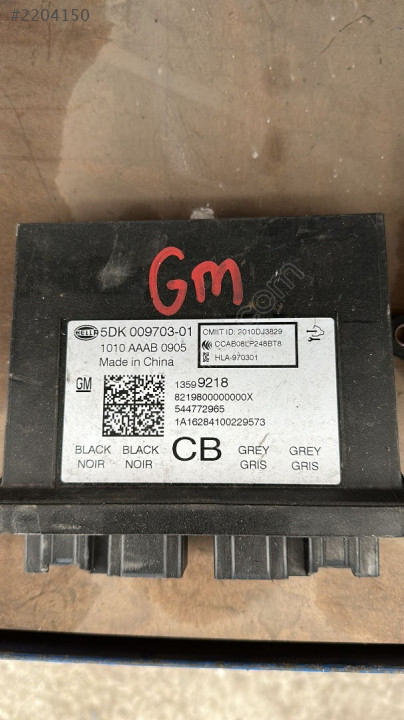 #2204150
GM
HELLA 5DK 009703-01
1010 AAAB 0905
Made in China
CMIIT ID: 2010DJ3829
CCAB08LP248BT8
HLA-970301
GM
13599218
8219800000000X
544772965
1A16284100229573
BLACK BLACK CB GREY GREY
NOIR NOIR GRIS GRIS